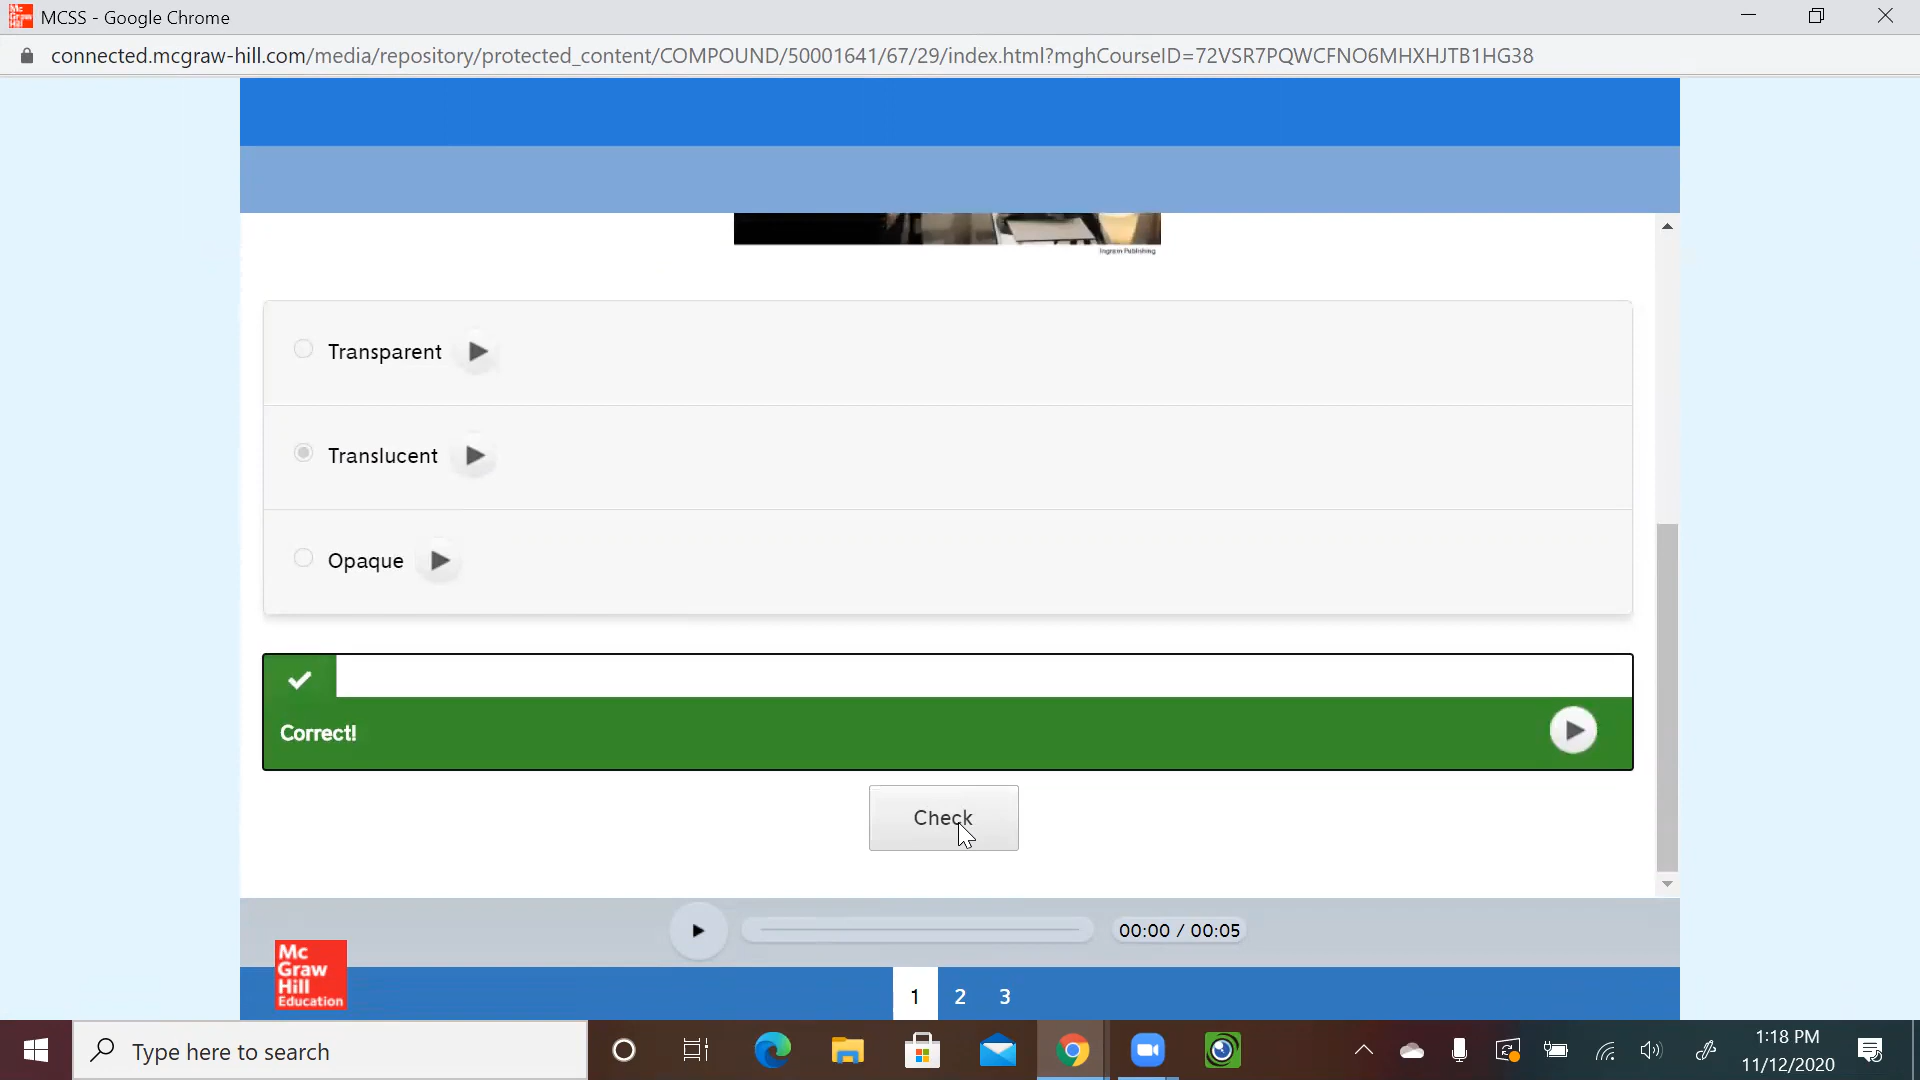 MCSS - Google Chrome
connected.mcgraw-hill.com/media/repository/protected_content/COMPOUND/50001641/67/29/index.html?mghCourseID=72VSR7PQWCFNO6MHXHJTB1HG38
Ingram Publishing
Transparent
Translucent
Opaque
Correct!
Check
00:00 / 00:05
Mc
Graw
Hill
Education
1 2 3
Type here to search
1:18 PM
11/12/2020